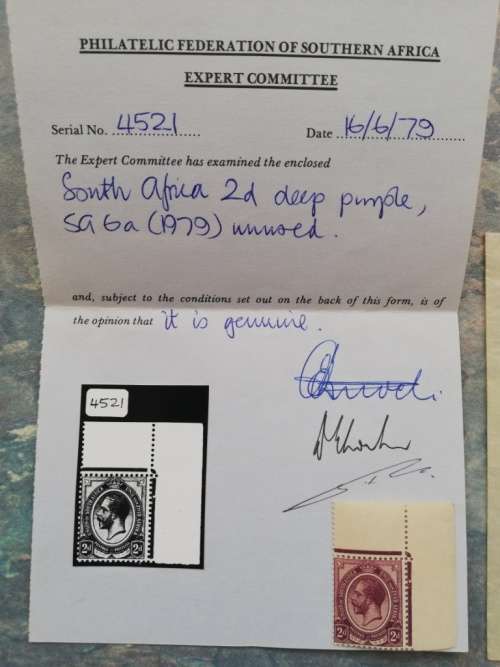 PHILATELIC FEDERATION OF SOUTHERN AFRICA
EXPERT COMMITTEE
Serial No. 4521 Date 16/6/79
The Expert Committee has examined the enclosed
South Africa 2d deep purple,
SG 6a (1979) unused.
and, subject to the conditions set out on the back of this form, is of
the opinion that it is genuine.
4521
2d 2d
2d 2d